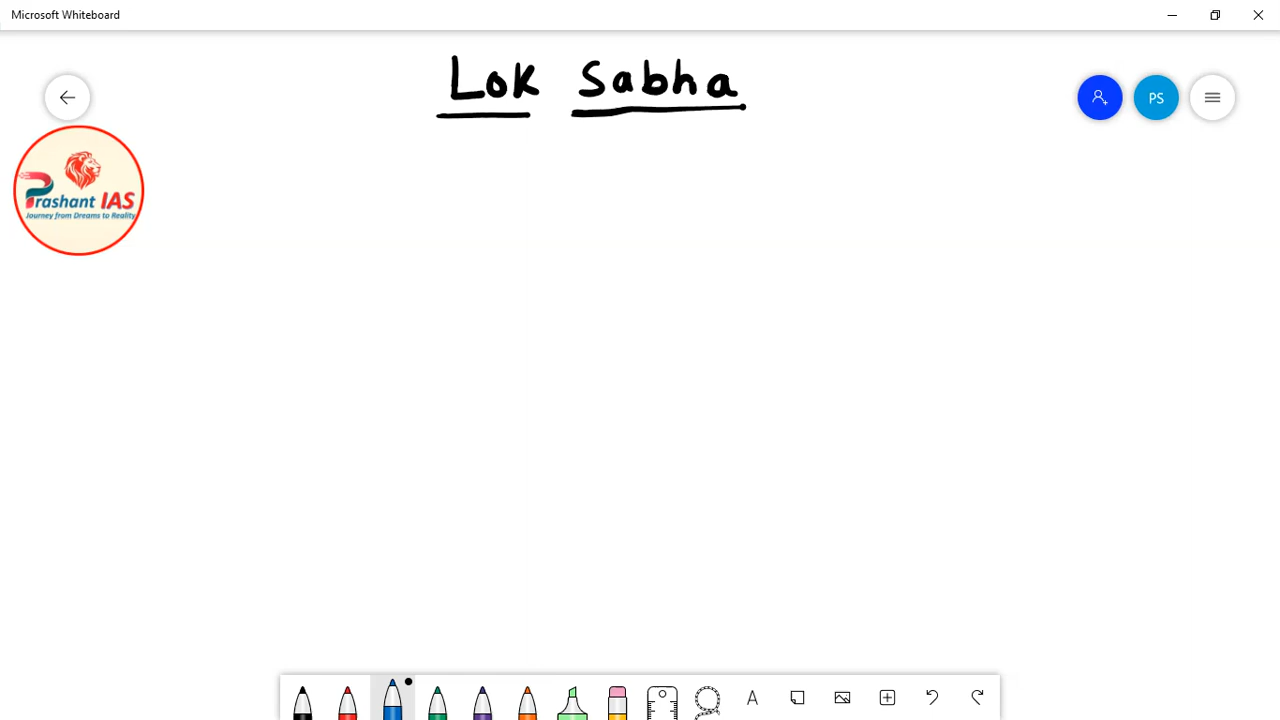 Microsoft Whiteboard
Lok Sabha
PS
Prashant IAS
Journey from Dreams to Reality
A